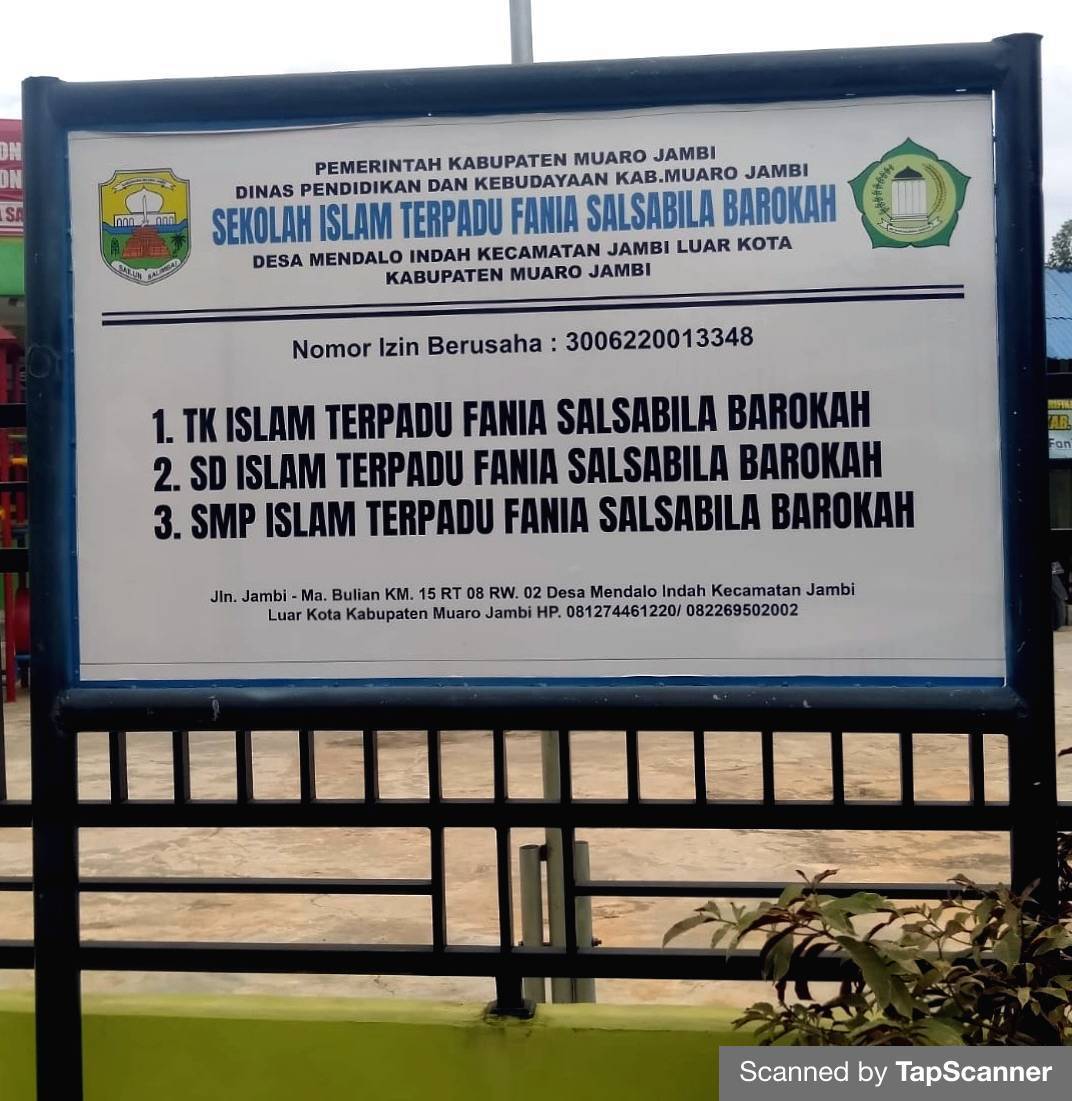 PEMERINTAH KABUPATEN MUARO JAMBI
DINAS PENDIDIKAN DAN KEBUDAYAAN KAB.MUARO JAMBI
SEKOLAH ISLAM TERPADU FANIA SALSABILA BAROKAH
DESA MENDALO INDAH KECAMATAN JAMBI LUAR KOTA
KABUPATEN MUARO JAMBI
SAILUN SALIMBAI
Nomor Izin Berusaha : 3006220013348
1. TK ISLAM TERPADU FANIA SALSABILA BAROKAH
2. SD ISLAM TERPADU FANIA SALSABILA BAROKAH
3. SMP ISLAM TERPADU FANIA SALSABILA BAROKAH
Jln. Jambi - Ma. Bulian KM. 15 RT 08 RW. 02 Desa Mendalo Indah Kecamatan Jambi
Luar Kota Kabupaten Muaro Jambi HP. 081274461220/ 082269502002
Scanned by TapScanner